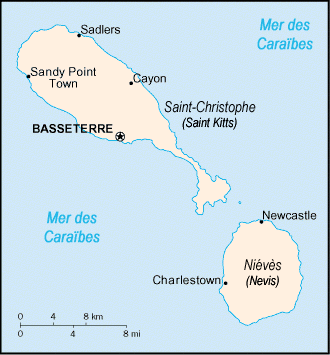 Sadlers
Mer des
Caraïbes
Sandy Point
Town
Cayon
Saint-Christophe
(Saint Kitts)
BASSETERRE
Mer des
Caraïbes
Newcastle
Niévès
(Nevis)
Charlestown
0 4 8 km
0 4 8 mi